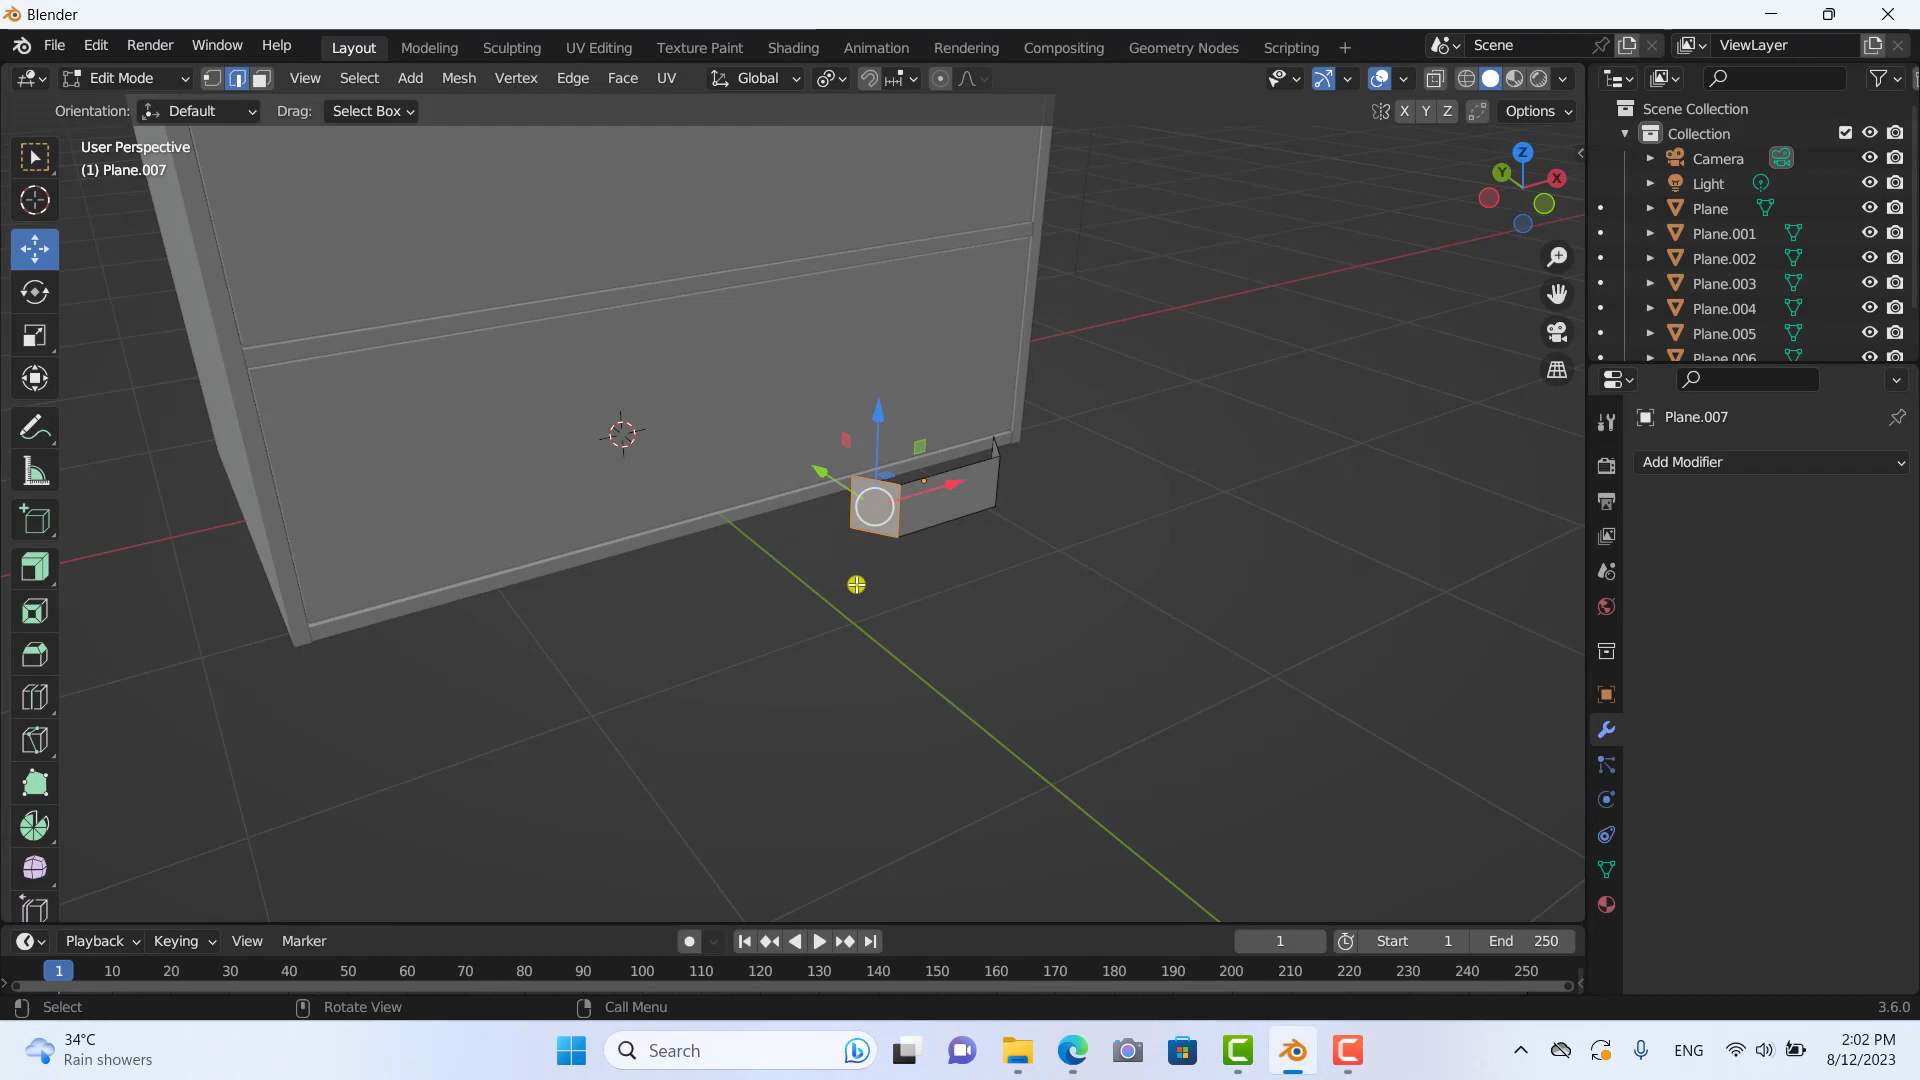 Blender
File Edit Render Window Help
Layout Modeling Sculpting UV Editing Texture Paint Shading Animation Rendering Compositing Geometry Nodes Scripting
Scene
ViewLayer
Edit Mode
View Select Add Mesh Vertex Edge Face UV
Global
Orientation: Default Drag: Select Box
X Y Z Options
User Perspective
(1) Plane.007
Z
Y
X
Scene Collection
Collection
Camera
Light
Plane
Plane.001
Plane.002
Plane.003
Plane.004
Plane.005
Plane.006
Plane.007
Add Modifier
Playback Keying View Marker
1 Start 1 End 250
1 10 20 30 40 50 60 70 80 90 100 110 120 130 140 150 160 170 180 190 200 210 220 230 240 250
Select Rotate View Call Menu 3.6.0
34°C
Rain showers
Search
ENG
2:02 PM
8/12/2023